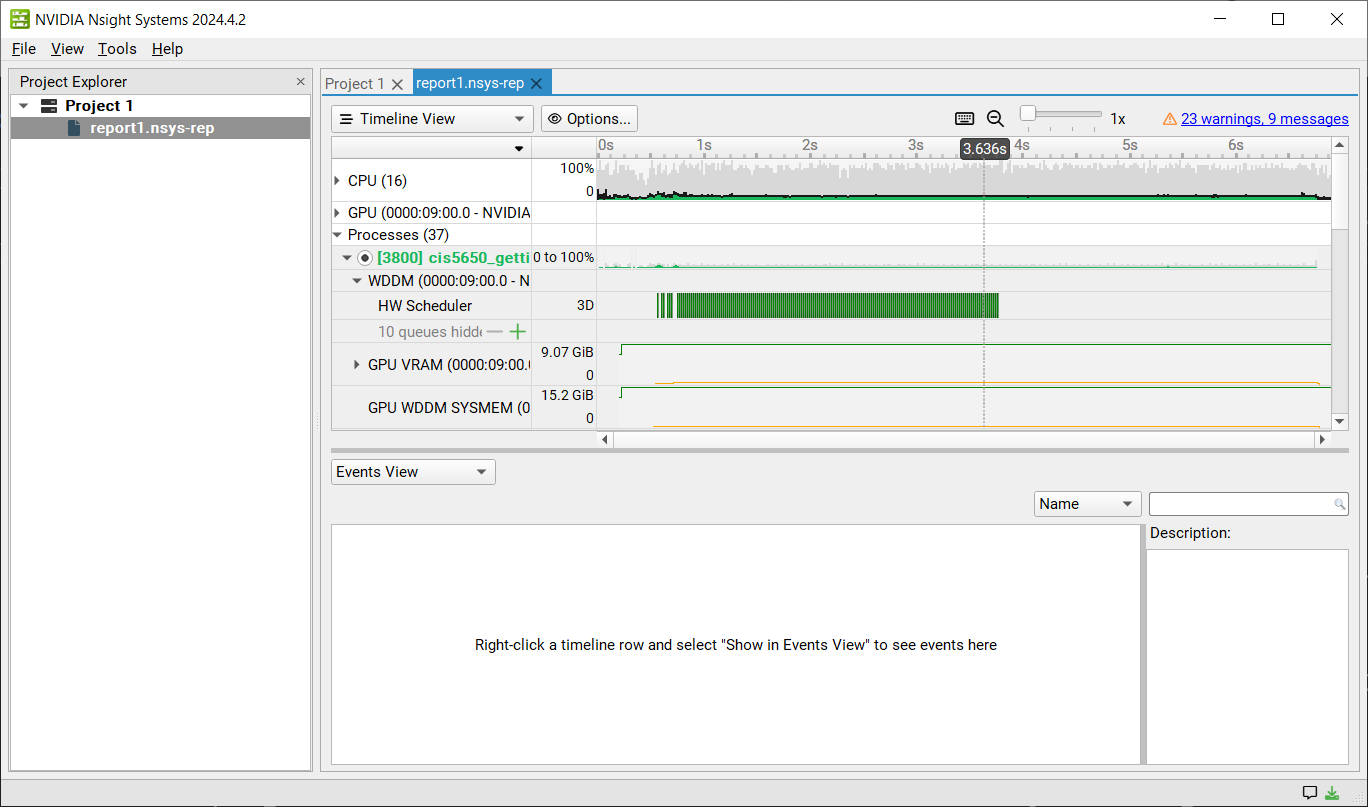 NVIDIA Nsight Systems 2024.4.2
File View Tools Help
Project Explorer
Project 1
report1.nsys-rep
Project 1 report1.nsys-rep
Timeline View Options... 1x 23 warnings, 9 messages
0s 1s 2s 3s 3.636s 4s 5s 6s
CPU (16) 100%
0
GPU (0000:09:00.0 - NVIDIA
Processes (37)
[3800] cis5650_getti 0 to 100%
WDDM (0000:09:00.0 - N
HW Scheduler 3D
10 queues hidde
GPU VRAM (0000:09:00.0 9.07 GiB
0
GPU WDDM SYSMEM (0 15.2 GiB
0
Events View
Name
Description:
Right-click a timeline row and select "Show in Events View" to see events here